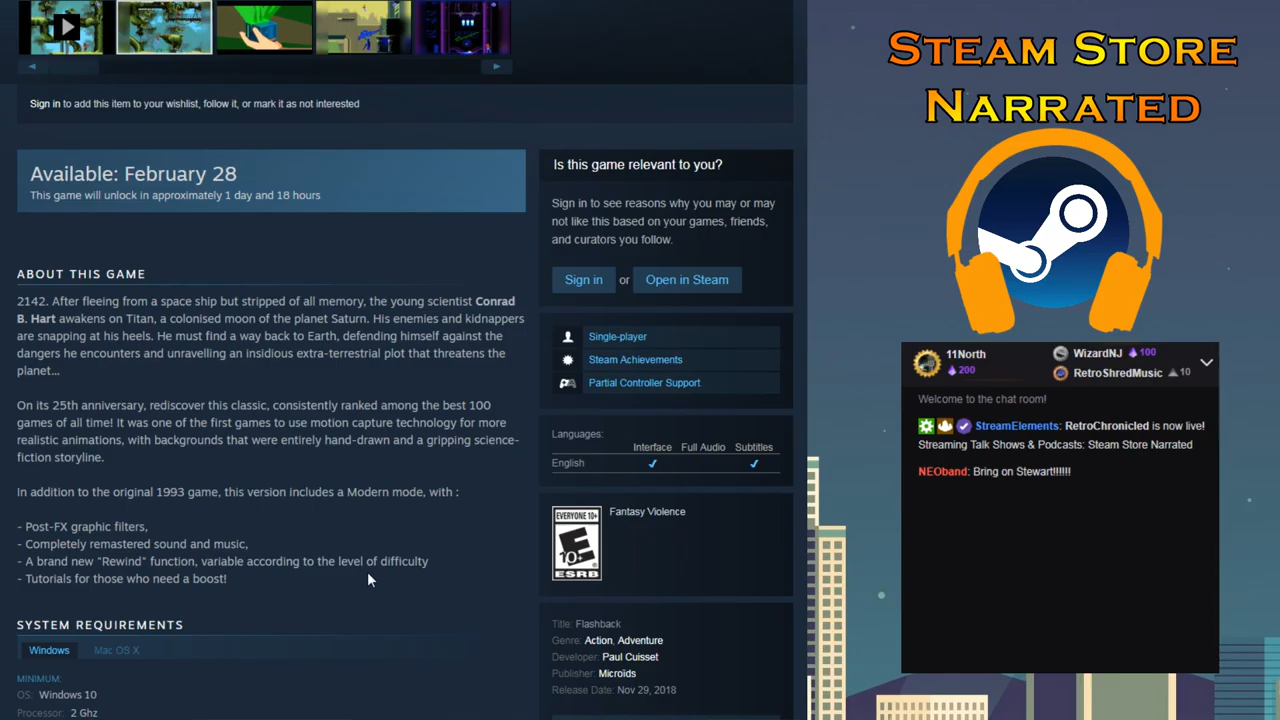 Sign in to add this item to your wishlist, follow it, or mark it as not interested
Available: February 28
This game will unlock in approximately 1 day and 18 hours
ABOUT THIS GAME
2142. After fleeing from a space ship but stripped of all memory, the young scientist Conrad
B. Hart awakens on Titan, a colonised moon of the planet Saturn. His enemies and kidnappers
are snapping at his heels. He must find a way back to Earth, defending himself against the
dangers he encounters and unravelling an insidious extra-terrestrial plot that threatens the
planet...
On its 25th anniversary, rediscover this classic, consistently ranked among the best 100
games of all time! It was one of the first games to use motion capture technology for more
realistic animations, with backgrounds that were entirely hand-drawn and a gripping science-
fiction storyline.
In addition to the original 1993 game, this version includes a Modern mode, with :
- Post-FX graphic filters,
- Completely remastered sound and music,
- A brand new "Rewind" function, variable according to the level of difficulty
- Tutorials for those who need a boost!
SYSTEM REQUIREMENTS
Windows Mac OS X
MINIMUM:
OS: Windows 10
Processor: 2 Ghz
Is this game relevant to you?
Sign in to see reasons why you may or may
not like this based on your games, friends,
and curators you follow.
Sign in or Open in Steam
Single-player
Steam Achievements
Partial Controller Support
Languages:
Interface Full Audio Subtitles
English ✔ ✔
EVERYONE 10+
E
10+
ESRB
Fantasy Violence
Title: Flashback
Genre: Action, Adventure
Developer: Paul Cuisset
Publisher: Microïds
Release Date: Nov 29, 2018
STEAM STORE
NARRATED
11North
200
WizardNJ 100
RetroShredMusic 10
Welcome to the chat room!
StreamElements: RetroChronicled is now live!
Streaming Talk Shows & Podcasts: Steam Store Narrated
NEOband: Bring on Stewart!!!!!!